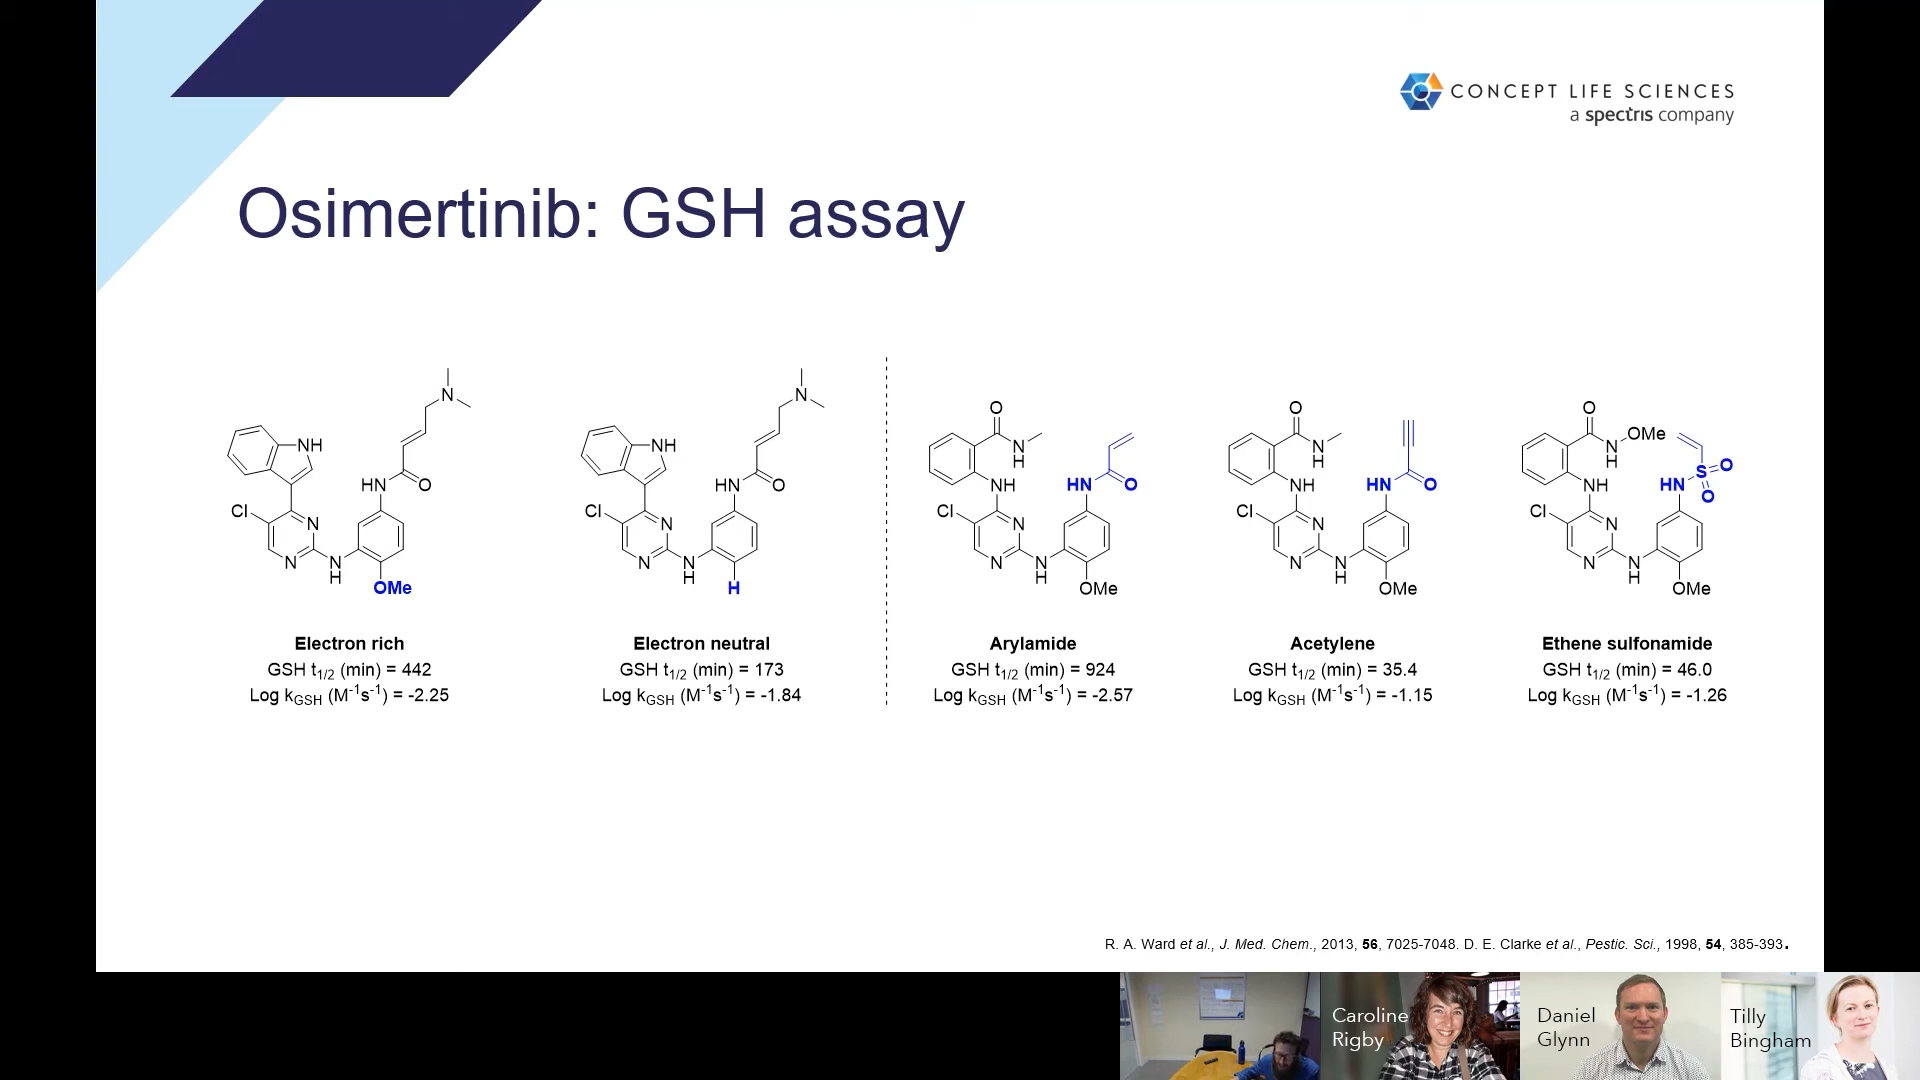 CONCEPT LIFE SCIENCES
a spectris company
Osimertinib: GSH assay
N
NH
HN
O
Cl
N
N
N
H
OMe
Electron rich
GSH t1/2 (min) = 442
Log kGSH (M-1s-1) = -2.25
N
NH
HN
O
Cl
N
N
N
H
H
Electron neutral
GSH t1/2 (min) = 173
Log kGSH (M-1s-1) = -1.84
O
N
H
NH
HN
O
Cl
N
N
N
H
OMe
Arylamide
GSH t1/2 (min) = 924
Log kGSH (M-1s-1) = -2.57
O
N
H
NH
HN
O
Cl
N
N
N
H
OMe
Acetylene
GSH t1/2 (min) = 35.4
Log kGSH (M-1s-1) = -1.15
O
N
H
OMe
NH
HN
S
O
O
Cl
N
N
N
H
OMe
Ethene sulfonamide
GSH t1/2 (min) = 46.0
Log kGSH (M-1s-1) = -1.26
R. A. Ward et al., J. Med. Chem., 2013, 56, 7025-7048. D. E. Clarke et al., Pestic. Sci., 1998, 54, 385-393.
Caroline
Rigby
Daniel
Glynn
Tilly
Bingham